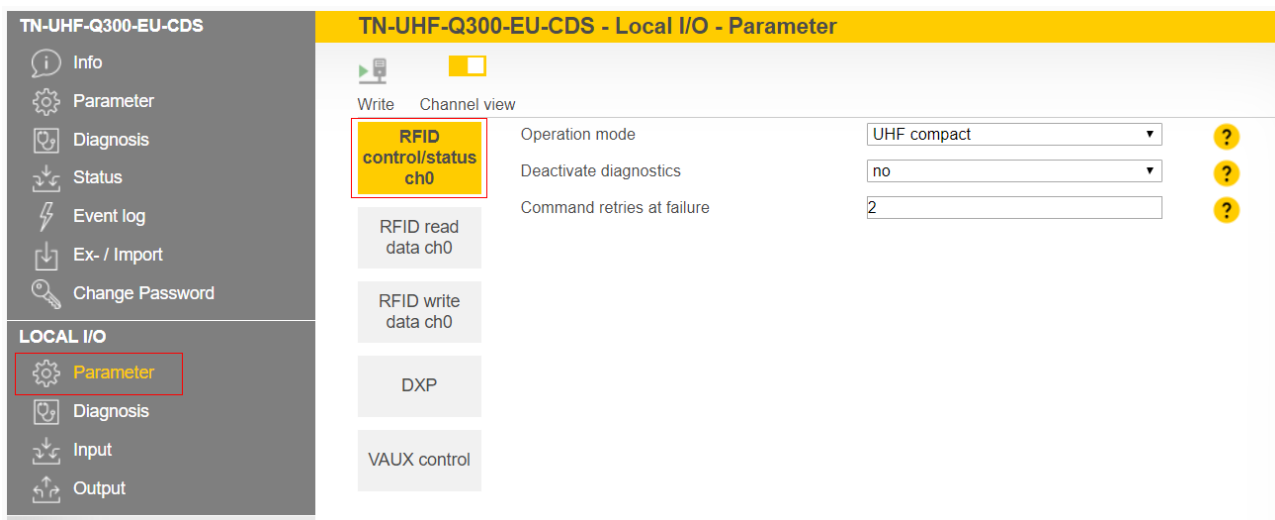 TN-UHF-Q300-EU-CDS
Info
Parameter
Diagnosis
Status
Event log
Ex- / Import
Change Password
LOCAL I/O
Parameter
Diagnosis
Input
Output
TN-UHF-Q300-EU-CDS - Local I/O - Parameter
Write Channel view
RFID
control/status
ch0
RFID read
data ch0
RFID write
data ch0
DXP
VAUX control
Operation mode UHF compact ?
Deactivate diagnostics no ?
Command retries at failure 2 ?